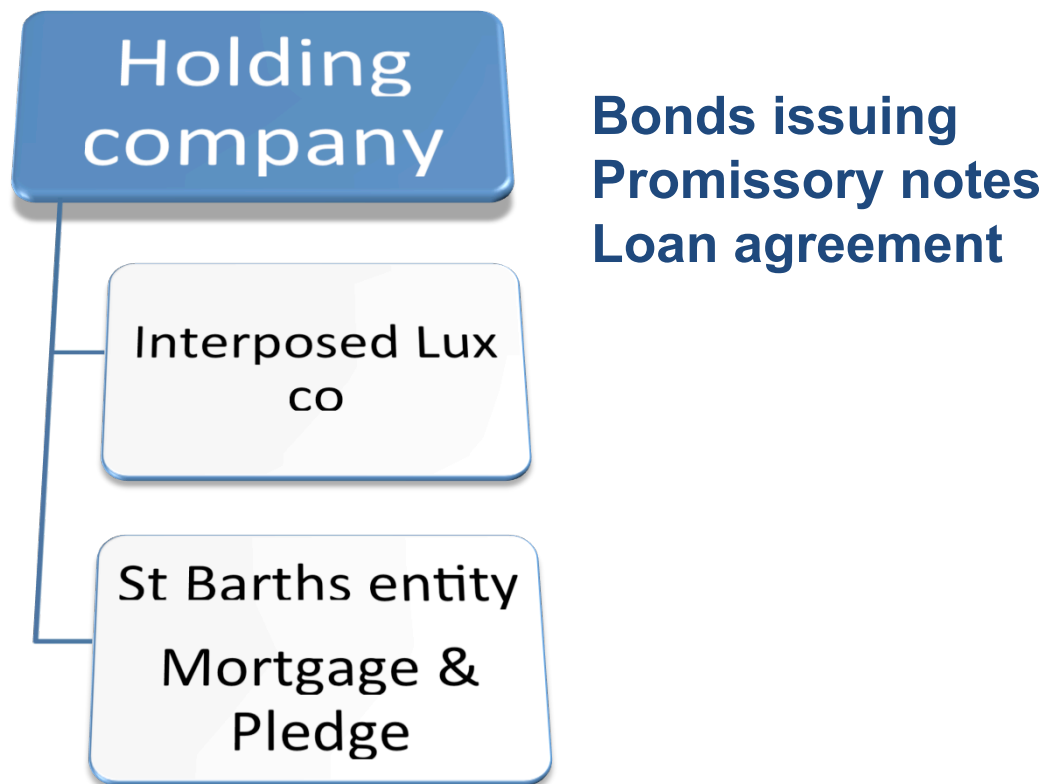 Holding
company
Bonds issuing
Promissory notes
Loan agreement
Interposed Lux
co
St Barths entity
Mortgage &
Pledge